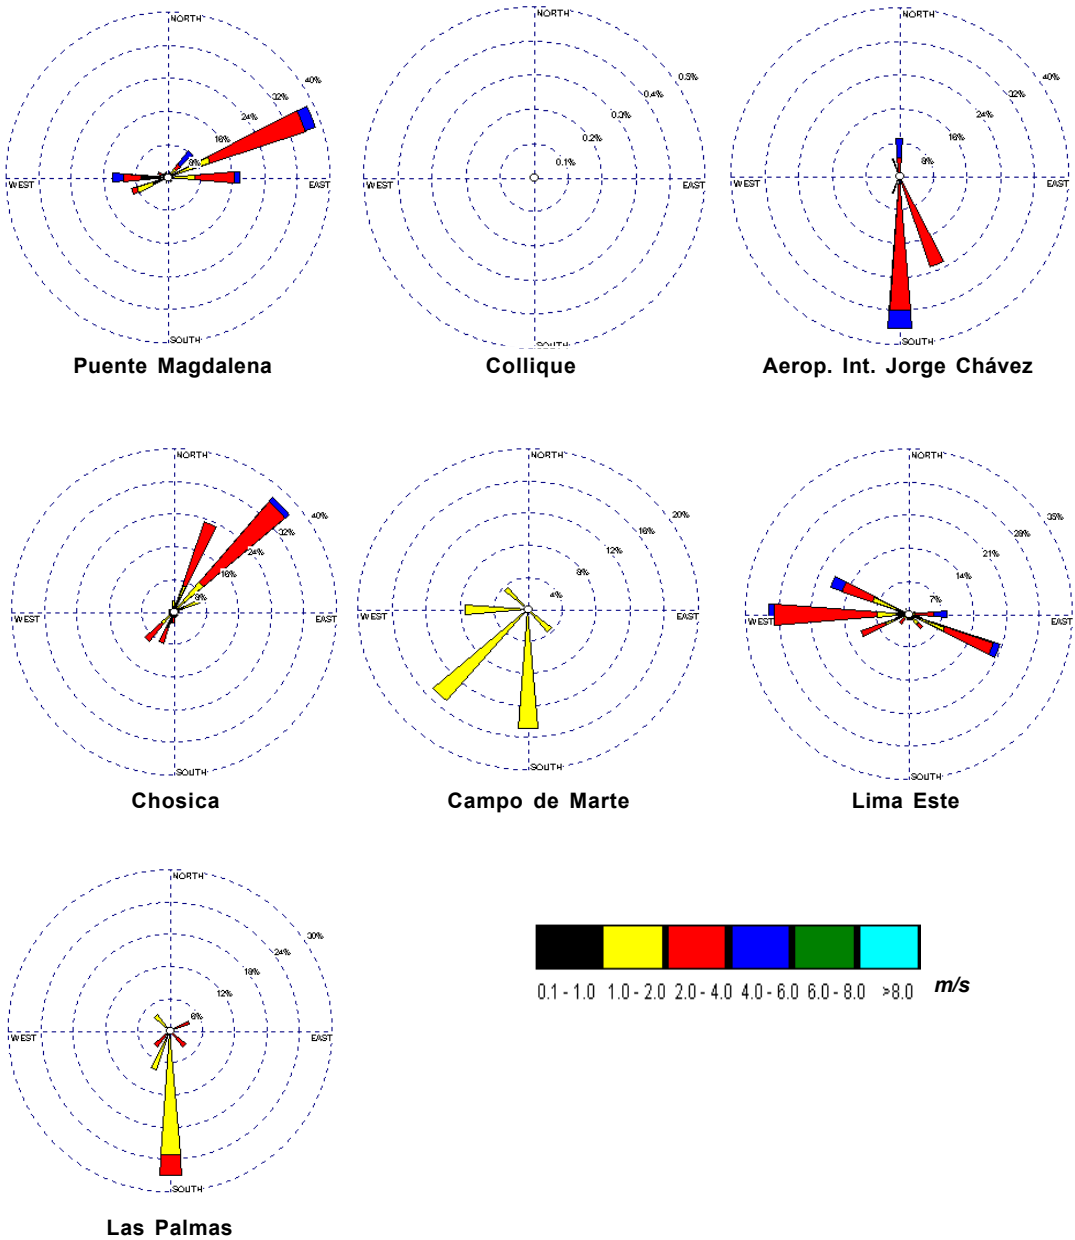 NORTH
40%
32%
24%
16%
8%
WEST
EAST
SOUTH
Puente Magdalena
NORTH
0.5%
0.4%
0.3%
0.2%
0.1%
WEST
EAST
SOUTH
Collique
NORTH
40%
32%
24%
16%
8%
WEST
EAST
SOUTH
Aerop. Int. Jorge Chávez
NORTH
40%
32%
24%
16%
8%
WEST
EAST
SOUTH
Chosica
NORTH
20%
16%
12%
8%
4%
WEST
EAST
SOUTH
Campo de Marte
NORTH
35%
28%
21%
14%
7%
WEST
EAST
SOUTH
Lima Este
NORTH
30%
24%
18%
12%
6%
WEST
EAST
SOUTH
Las Palmas
0.1 - 1.0 1.0 - 2.0 2.0 - 4.0 4.0 - 6.0 6.0 - 8.0 >8.0 m/s